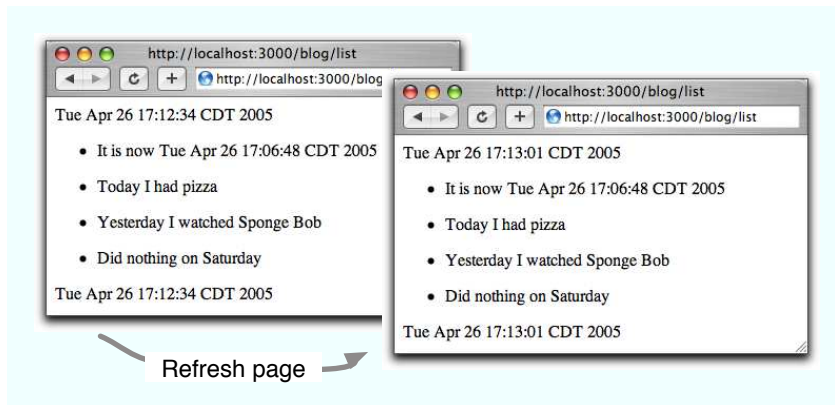 http://localhost:3000/blog/list
http://localhost:3000/blog
Tue Apr 26 17:12:34 CDT 2005
• It is now Tue Apr 26 17:06:48 CDT 2005
• Today I had pizza
• Yesterday I watched Sponge Bob
• Did nothing on Saturday
Tue Apr 26 17:12:34 CDT 2005
http://localhost:3000/blog/list
http://localhost:3000/blog/list
Tue Apr 26 17:13:01 CDT 2005
• It is now Tue Apr 26 17:06:48 CDT 2005
• Today I had pizza
• Yesterday I watched Sponge Bob
• Did nothing on Saturday
Tue Apr 26 17:13:01 CDT 2005
Refresh page